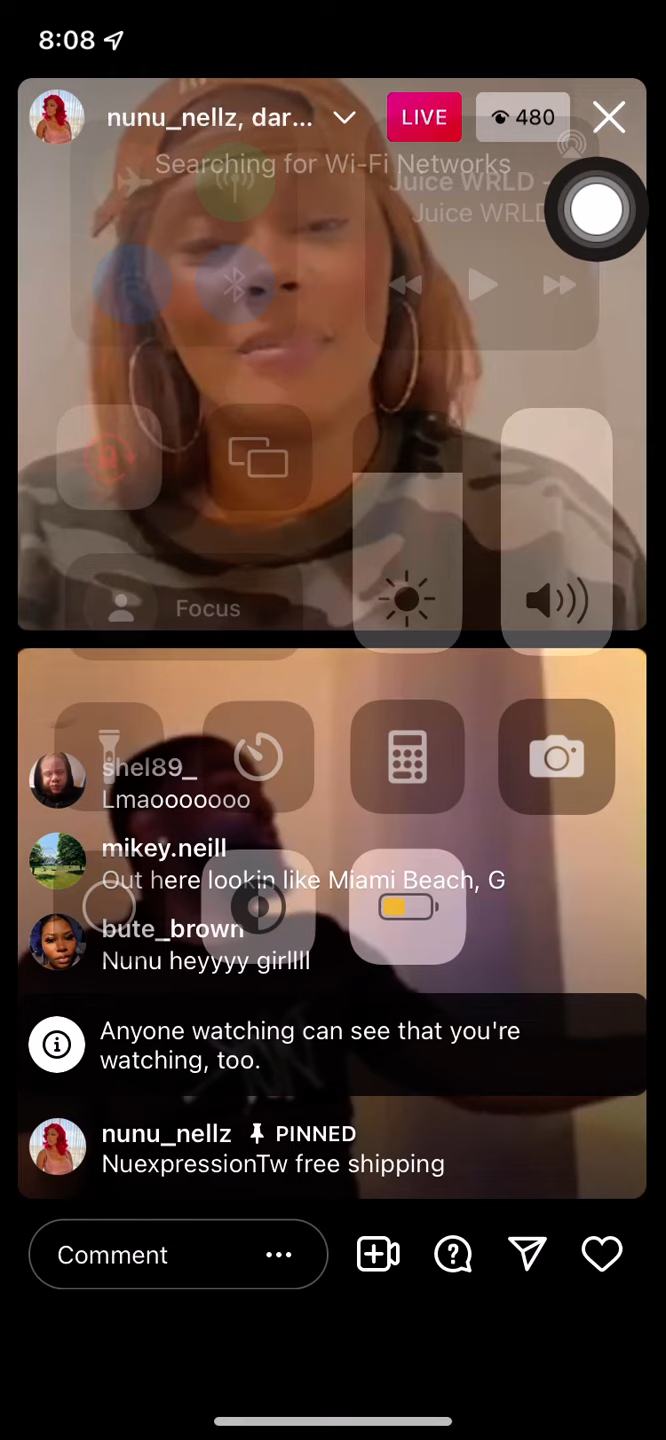 8:08
nunu_nellz, dar...
LIVE
480
Searching for Wi-Fi Networks
Juice WRLD -
Juice WRLD
Focus
shel89_
Lmaooooooo
mikey.neill
Out here lookin like Miami Beach, G
bute_brown
Nunu heyyyy girllll
Anyone watching can see that you're
watching, too.
nunu_nellz PINNED
NuexpressionTw free shipping
Comment